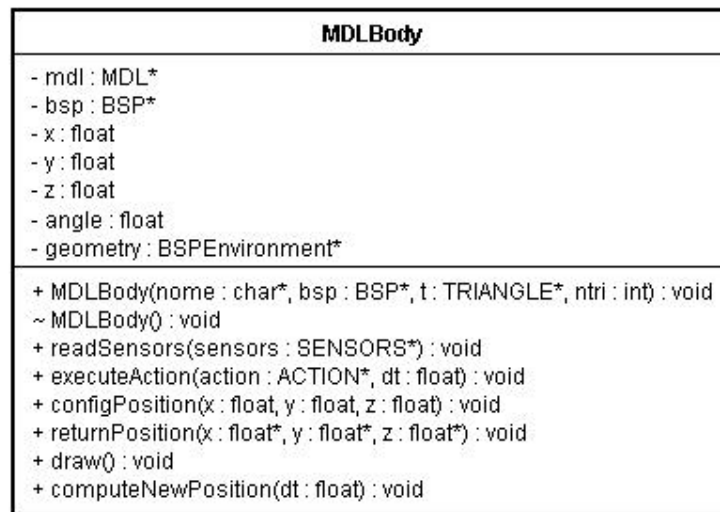 MDLBody
- mdl : MDL*
- bsp : BSP*
- x : float
- y : float
- z : float
- angle : float
- geometry : BSPEnvironment*
+ MDLBody(nome : char*, bsp : BSP*, t : TRIANGLE*, ntri : int) : void
~ MDLBody() : void
+ readSensors(sensors : SENSORS*) : void
+ executeAction(action : ACTION*, dt : float) : void
+ configPosition(x : float, y : float, z : float) : void
+ returnPosition(x : float*, y : float*, z : float*) : void
+ draw() : void
+ computeNewPosition(dt : float) : void